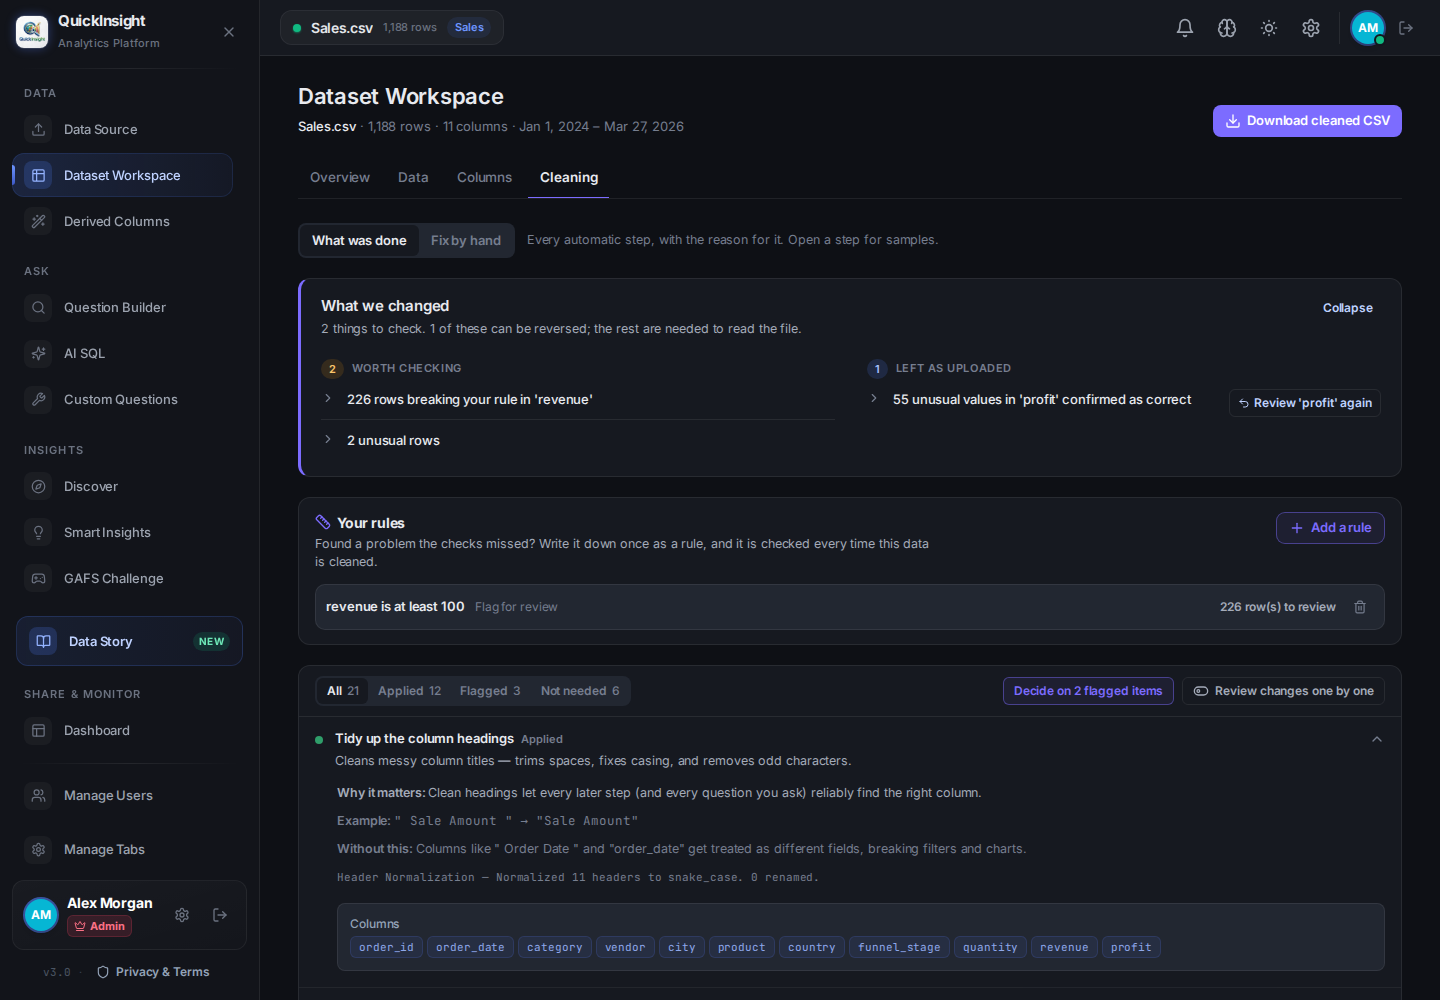 QuickInsight
Analytics Platform
DATA
Data Source
Dataset Workspace
Derived Columns
ASK
Question Builder
AI SQL
Custom Questions
INSIGHTS
Discover
Smart Insights
GAFS Challenge
Data Story NEW
SHARE & MONITOR
Dashboard
Manage Users
Manage Tabs
AM Alex Morgan
Admin
v3.0 · Privacy & Terms
Sales.csv 1,188 rows Sales
AM
Dataset Workspace
Sales.csv · 1,188 rows · 11 columns · Jan 1, 2024 – Mar 27, 2026
Download cleaned CSV
Overview Data Columns Cleaning
What was done Fix by hand Every automatic step, with the reason for it. Open a step for samples.
What we changed
Collapse
2 things to check. 1 of these can be reversed; the rest are needed to read the file.
2 WORTH CHECKING
226 rows breaking your rule in 'revenue'
2 unusual rows
1 LEFT AS UPLOADED
55 unusual values in 'profit' confirmed as correct Review 'profit' again
Your rules
Found a problem the checks missed? Write it down once as a rule, and it is checked every time this data
is cleaned.
Add a rule
revenue is at least 100 Flag for review 226 row(s) to review
All 21 Applied 12 Flagged 3 Not needed 6 Decide on 2 flagged items Review changes one by one
Tidy up the column headings Applied
Cleans messy column titles — trims spaces, fixes casing, and removes odd characters.
Why it matters: Clean headings let every later step (and every question you ask) reliably find the right column.
Example: " Sale Amount " → "Sale Amount"
Without this: Columns like " Order Date " and "order_date" get treated as different fields, breaking filters and charts.
Header Normalization — Normalized 11 headers to snake_case. 0 renamed.
Columns
order_id order_date category vendor city product country funnel_stage quantity revenue profit